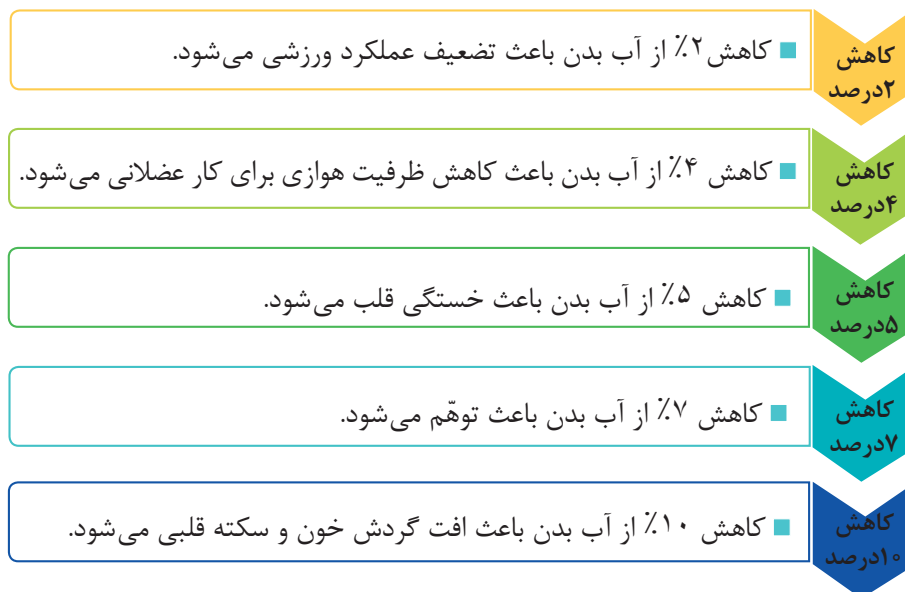 کاهش
۲درصد
کاهش۲٪ از آب بدن باعث تضعیف عملکرد ورزشی می‌شود.
کاهش
۴درصد
کاهش ۴٪ از آب بدن باعث کاهش ظرفیت هوازی برای کار عضلانی می‌شود.
کاهش
۵درصد
کاهش ۵٪ از آب بدن باعث خستگی قلب می‌شود.
کاهش
۷درصد
کاهش ۷٪ از آب بدن باعث توهّم می‌شود.
کاهش
۱۰درصد
کاهش ۱۰٪ از آب بدن باعث افت گردش خون و سکته قلبی می‌شود.